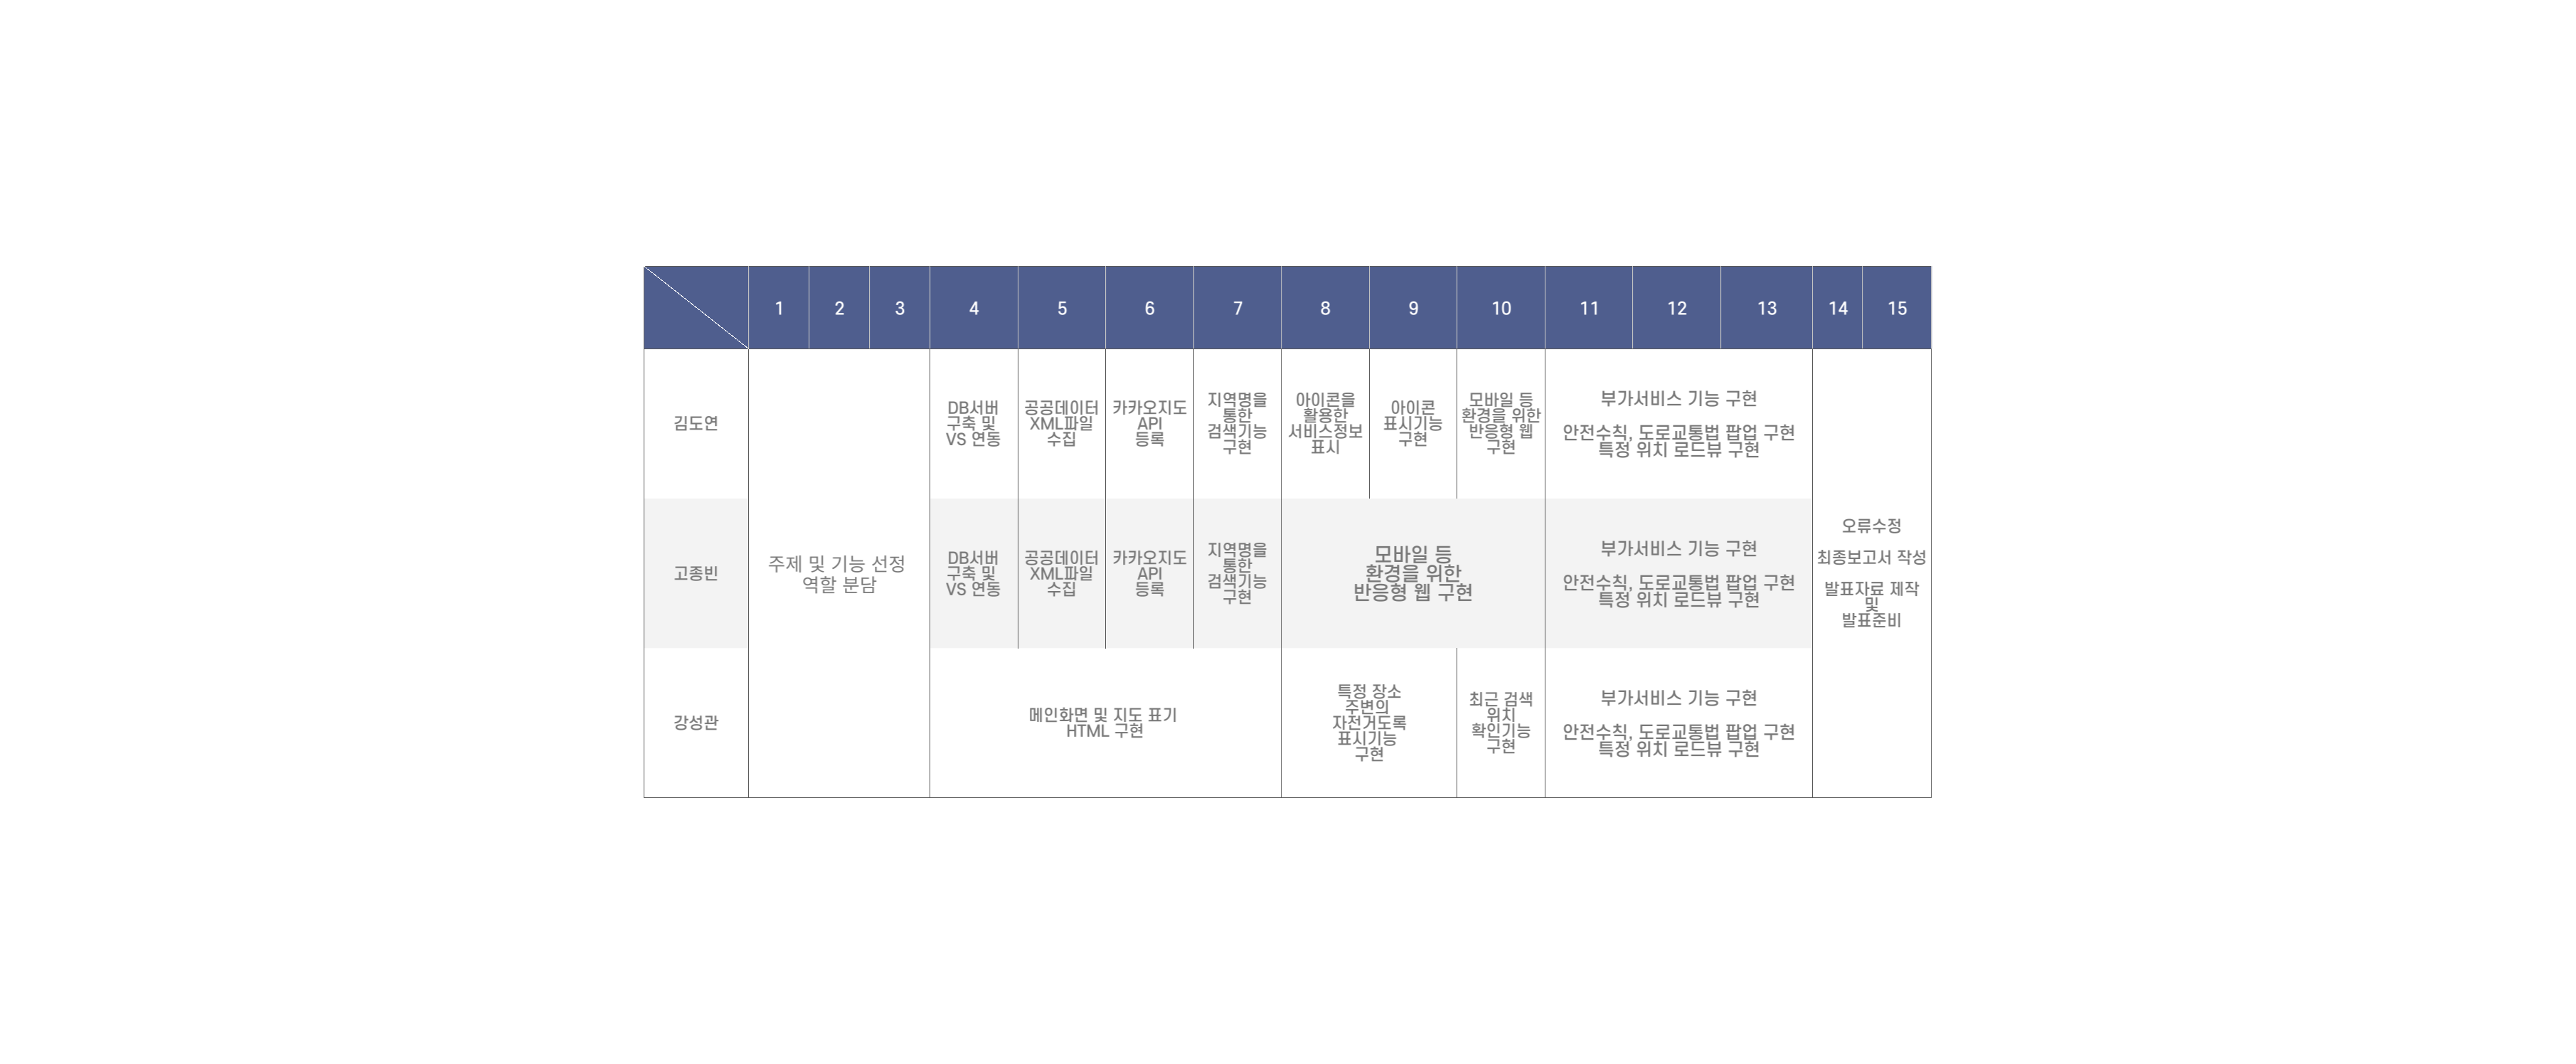 1 2 3 4 5 6 7 8 9 10 11 12 13 14 15
김도연
주제 및 기능 선정
역할 분담
DB서버
구축 및
VS 연동
공공데이터
XML파일
수집
카카오지도
API
등록
지역명을
통한
검색기능
구현
아이콘을
활용한
서비스정보
표시
아이콘
표시기능
구현
모바일 등
환경을 위한
반응형 웹
구현
부가서비스 기능 구현
안전수칙, 도로교통법 팝업 구현
특정 위치 로드뷰 구현
오류수정
최종보고서 작성
발표자료 제작
및
발표준비
고종빈
DB서버
구축 및
VS 연동
공공데이터
XML파일
수집
카카오지도
API
등록
지역명을
통한
검색기능
구현
모바일 등
환경을 위한
반응형 웹 구현
부가서비스 기능 구현
안전수칙, 도로교통법 팝업 구현
특정 위치 로드뷰 구현
강성관
메인화면 및 지도 표기
HTML 구현
특정 장소
주변의
자전거도록
표시기능
구현
최근 검색
위치
확인기능
구현
부가서비스 기능 구현
안전수칙, 도로교통법 팝업 구현
특정 위치 로드뷰 구현